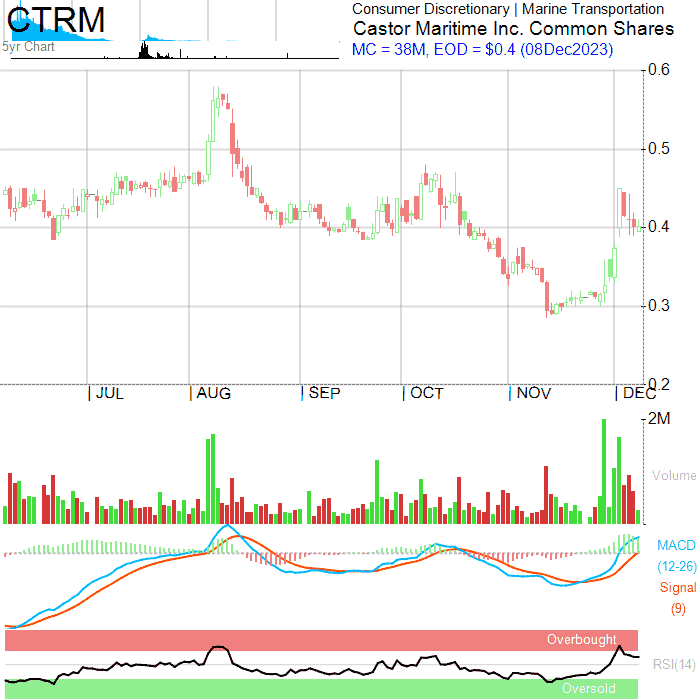 CTRM
5yr Chart
Consumer Discretionary | Marine Transportation
Castor Maritime Inc. Common Shares
MC = 38M, EOD = $0.4 (08Dec2023)
0.6
0.5
0.4
0.3
0.2
| JUL | AUG | SEP | OCT | NOV | DEC
2M
Volume
MACD
(12-26)
Signal
(9)
Overbought
RSI(14)
Oversold